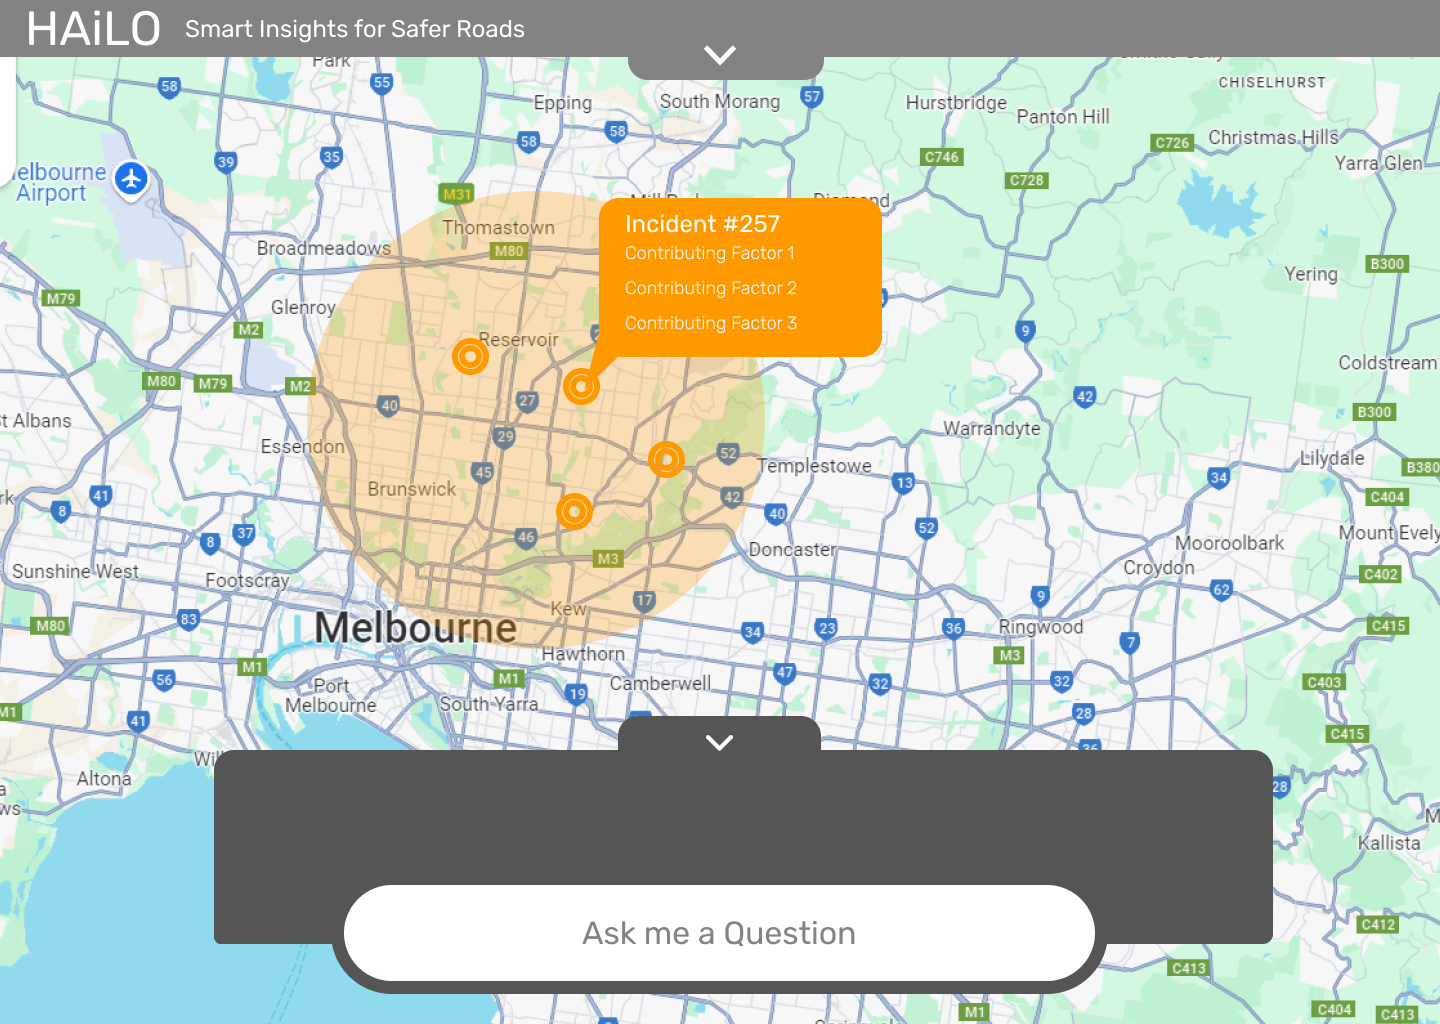 HAiLO
Smart Insights for Safer Roads
Park
58
55
57
CHISELHURST
Epping
South Morang
Hurstbridge
Panton Hill
58
58
C726
Christmas Hills
39
35
C746
Yarra Glen
elbourne
Airport
M31
C728
Incident #257
Contributing Factor 1
Contributing Factor 2
Contributing Factor 3
Thomastown
Broadmeadows
M80
B300
Yering
M79
Glenroy
M2
9
Reservoir
Coldstream
M80
M79
M2
40
27
42
B300
t Albans
29
Warrandyte
Essendon
52
Templestowe
Lilydale
B380
45
13
34
Brunswick
rk
41
42
C404
8
40
52
37
8
46
Mount Evely
Doncaster
Mooroolbark
M3
Croydon
Sunshine West
Footscray
C402
62
9
17
Kew
83
M80
Melbourne
34
23
36
Ringwood
C415
7
Hawthorn
M3
M1
56
M1
47
32
32
C403
Port
Melbourne
19
Camberwell
South Yarra
M1
41
28
C415
36
Wil
Altona
28
a
ws
M
Kallista
C412
Ask me a Question
C413
M1
C404
C413